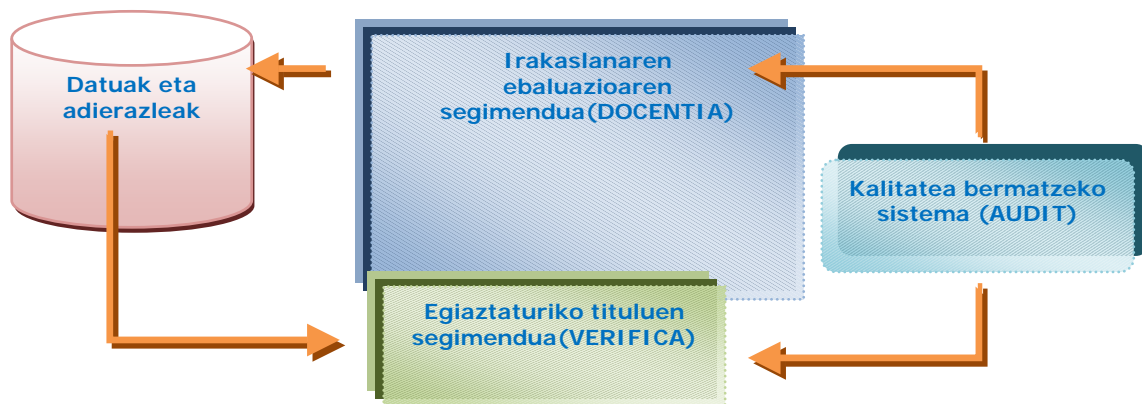 Datuak eta
adierazleak
Irakaslanaren
ebaluazioaren
segimendua(DOCENTIA)
Kalitatea bermatzeko
sistema (AUDIT)
Egiaztaturiko tituluen
segimendua(VERIFICA)